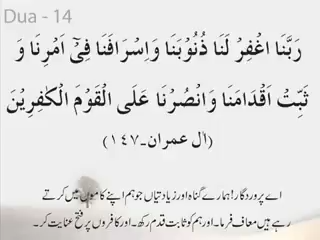 Dua - 14
رَبَّنَا اغْفِرْ لَنَا ذُنُوْبَنَا وَاِسْرَافَنَا فِیْۤ اَمْرِنَا وَ
ثَبِّتْ اَقْدَامَنَا وَانْصُرْنَا عَلَی الْقَوْمِ الْکٰفِرِیْنَ
(اٰل عمران۔١٤٧)
اے پروردگار! ہمارے گناہ اور زیادتیاں جو ہم اپنے کاموں میں کرتے
رہے ہیں معاف فرما۔ اور ہم کو ثابت قدم رکھ۔ اور کافروں پر فتح عنایت کر۔